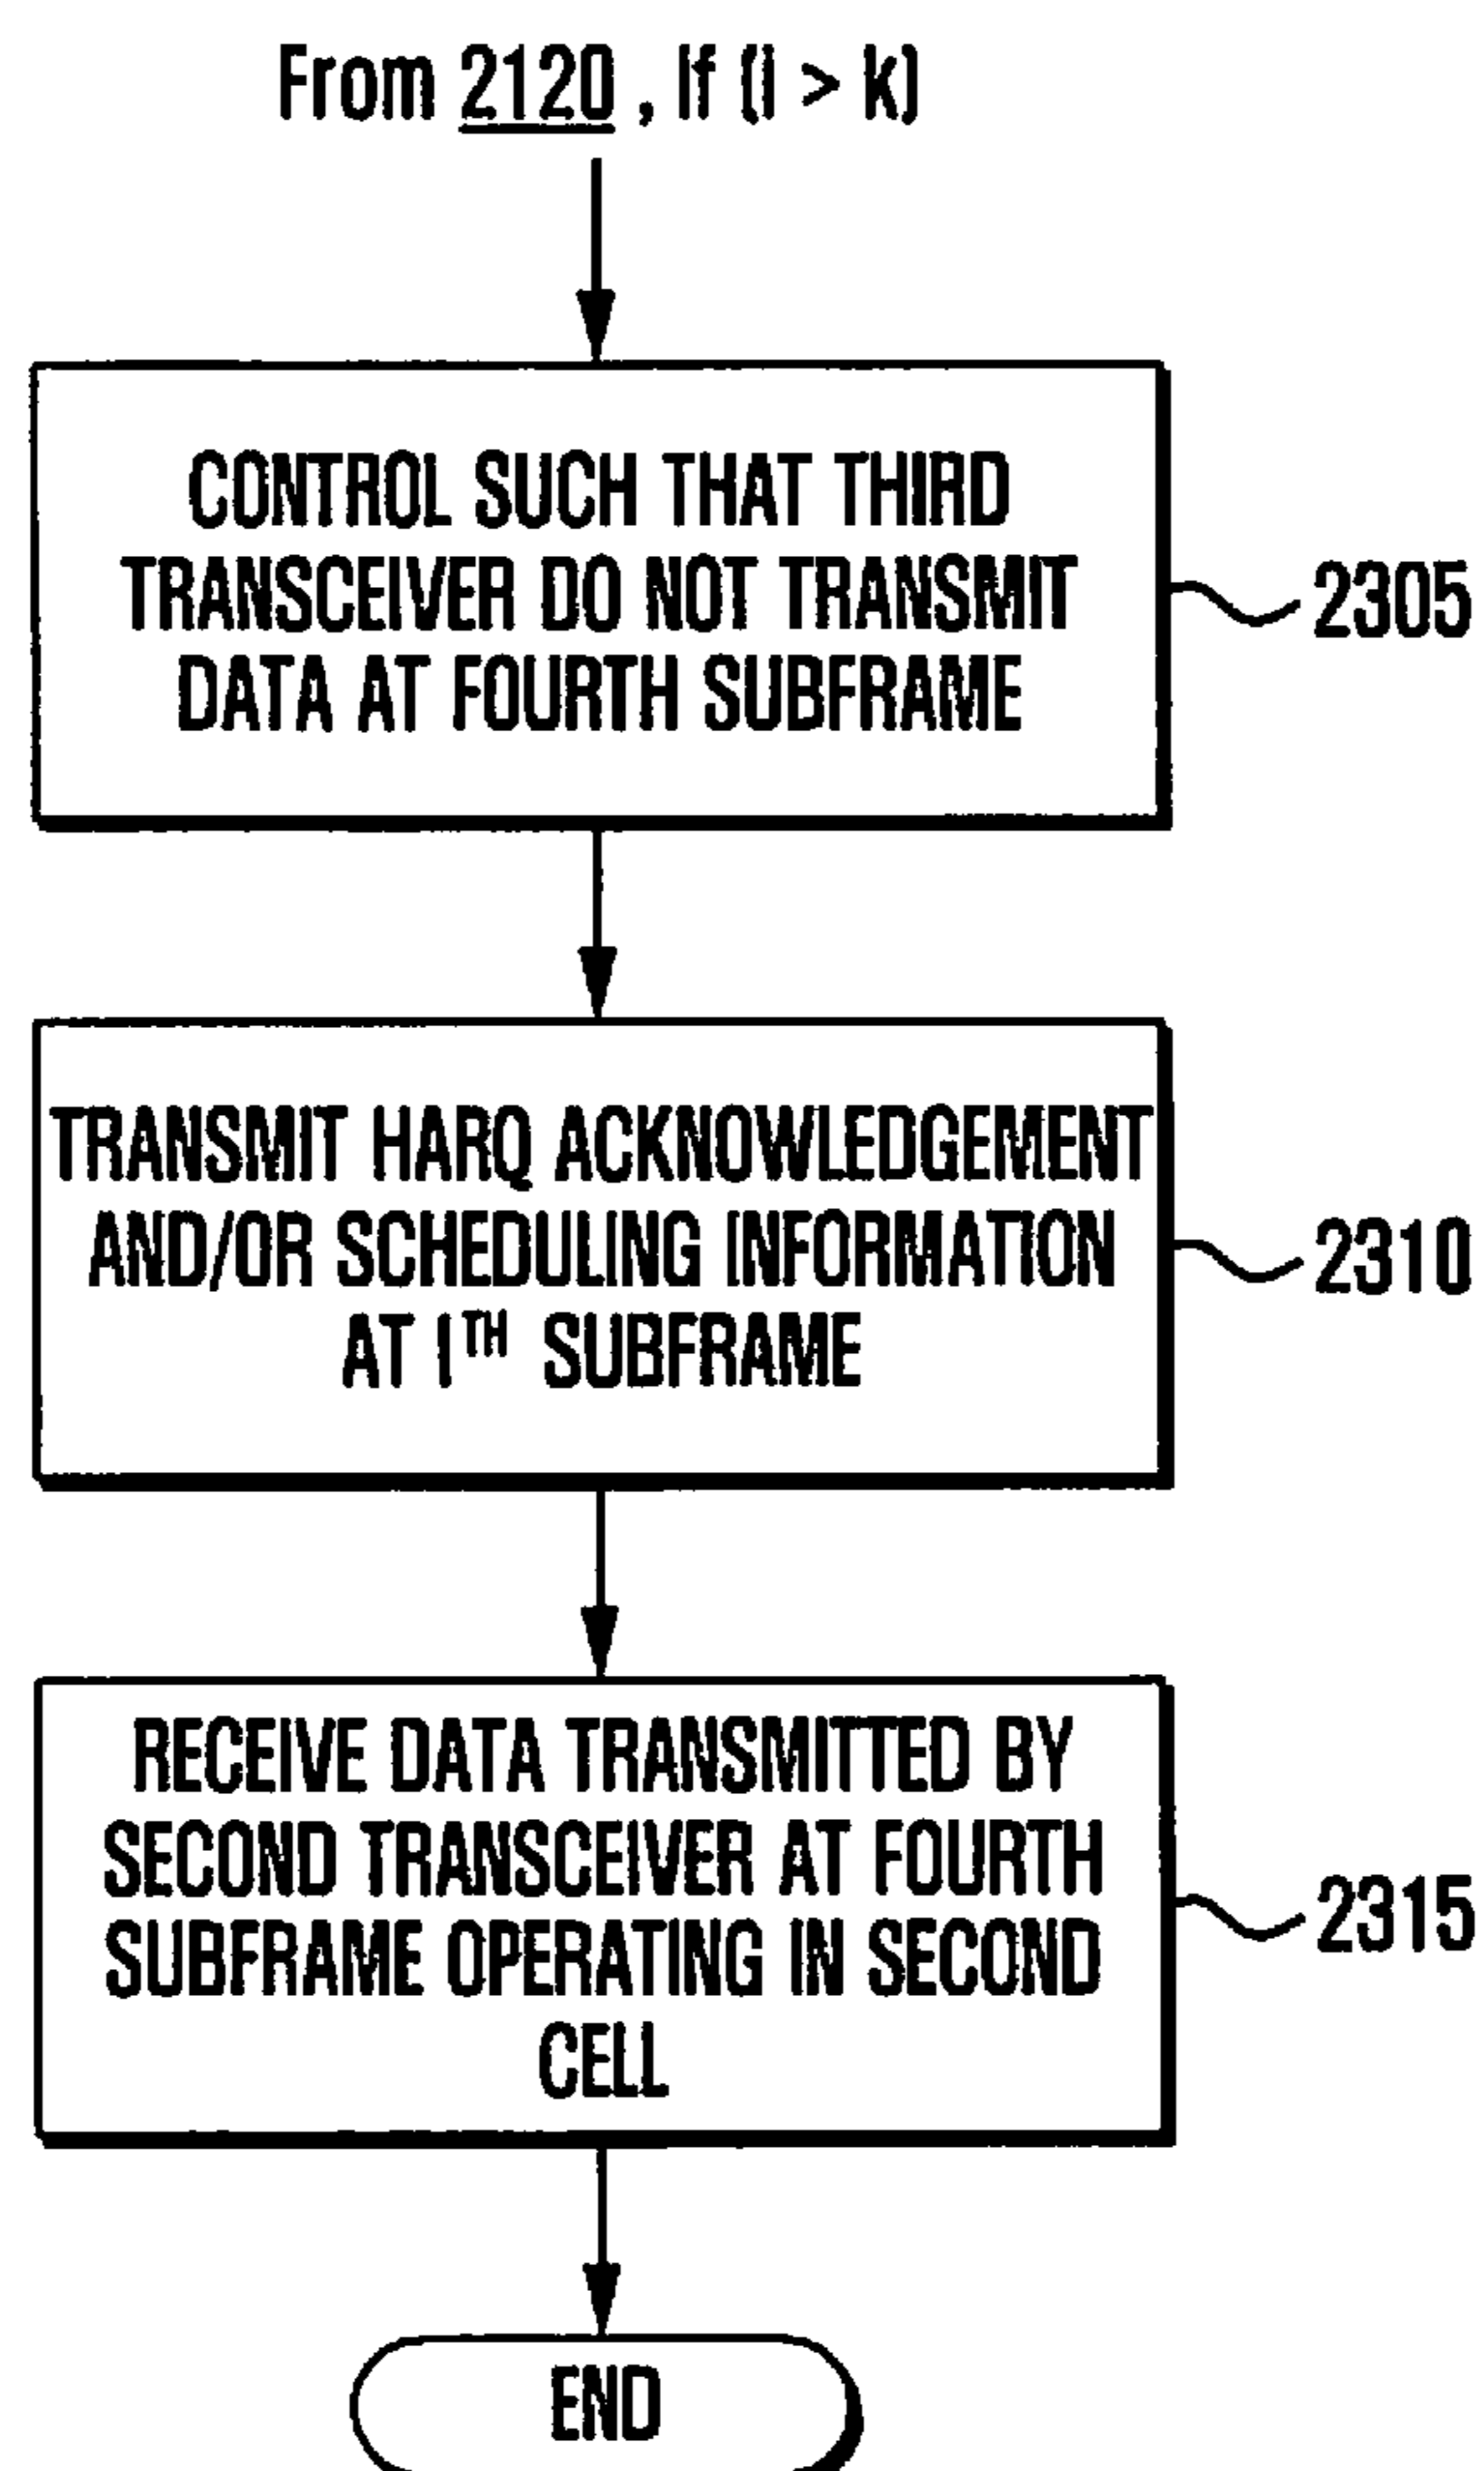 From 2120 , If (l > k)
CONTROL SUCH THAT THIRD
TRANSCEIVER DO NOT TRANSMIT
DATA AT FOURTH SUBFRAME
2305
TRANSMIT HARQ ACKNOWLEDGEMENT
AND/OR SCHEDULING INFORMATION
AT lTH SUBFRAME
2310
RECEIVE DATA TRANSMITTED BY
SECOND TRANSCEIVER AT FOURTH
SUBFRAME OPERATING IN SECOND
CELL
2315
END